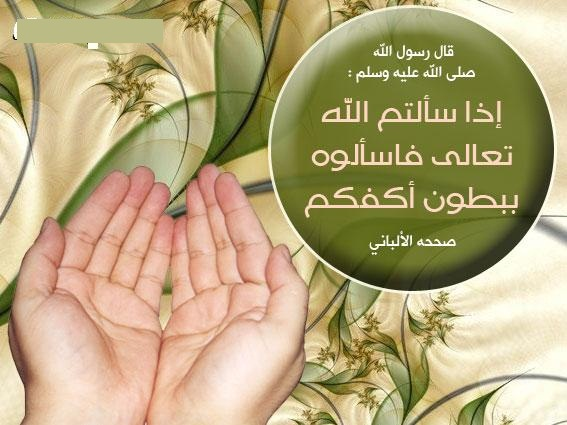 قال رسول الله
صلى الله عليه وسلم :
إذا سألتم الله
تعالى فاسألوه
ببطون أكفكم
صححه الألباني